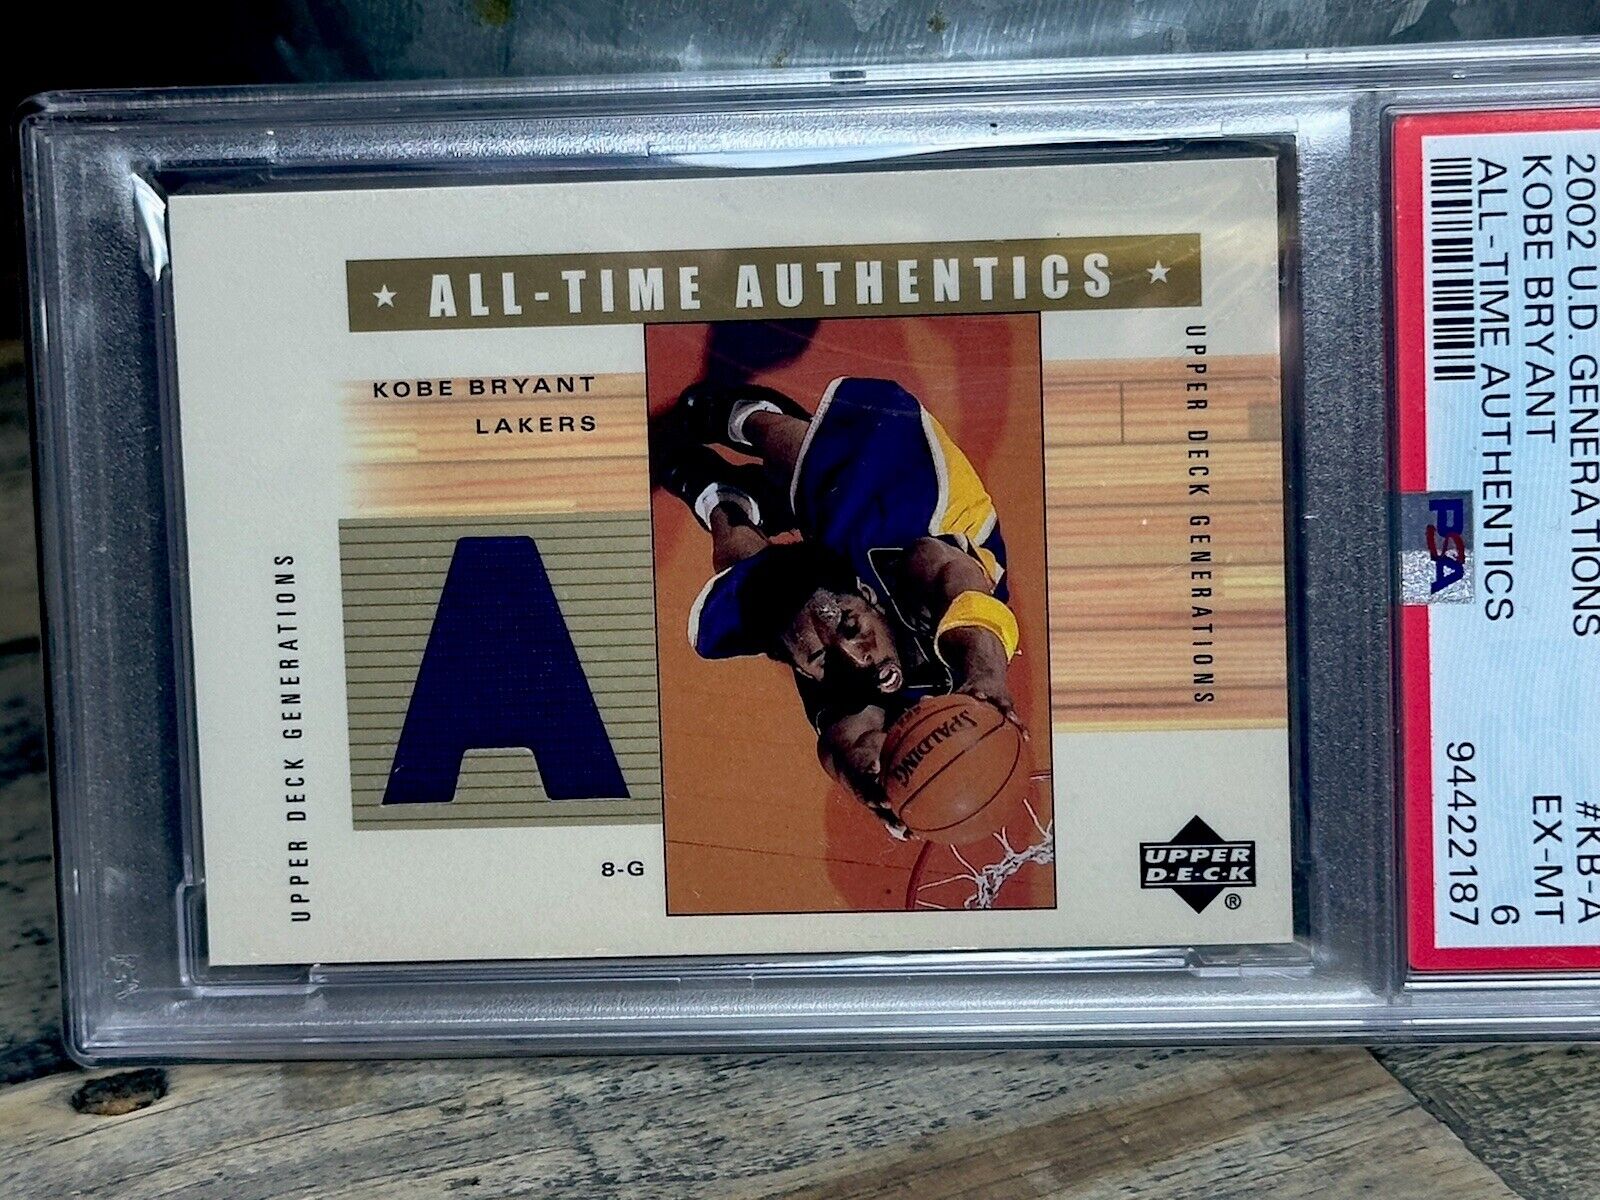 ★ ALL-TIME AUTHENTICS ★
KOBE BRYANT
LAKERS
UPPER DECK GENERATIONS
UPPER DECK GENERATIONS
8-G
SPALDING
UPPER
D·E·C·K
®
2002 U.D. GENERATIONS
#KB-A
KOBE BRYANT
EX-MT
ALL-TIME AUTHENTICS
6
94422187
PSA